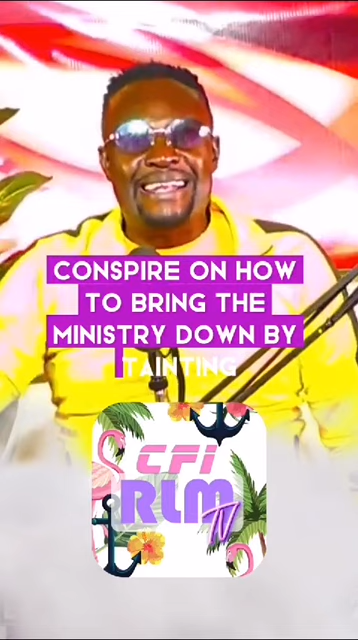 CONSPIRE ON HOW
TO BRING THE
MINISTRY DOWN BY
TAINTING
CFI
RLM
TV